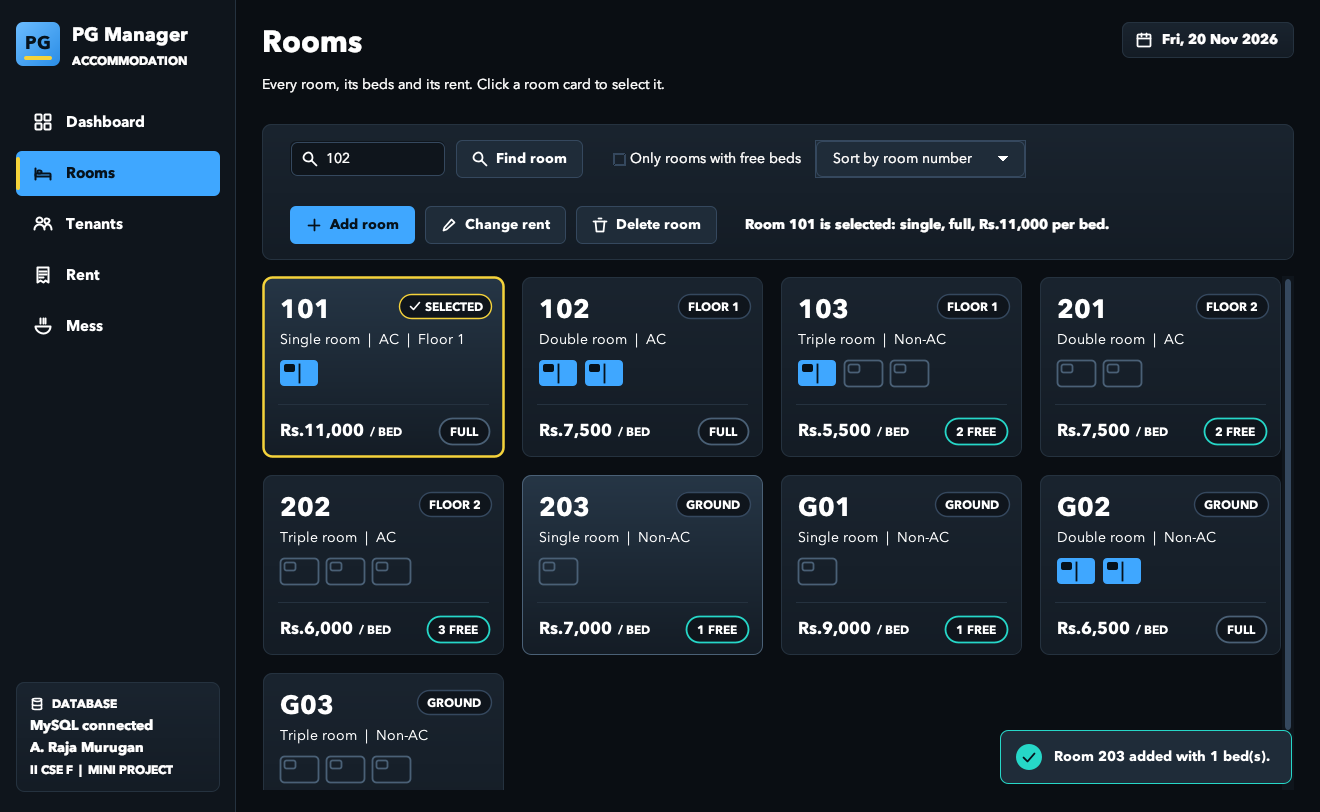 PG
PG Manager
ACCOMMODATION
Dashboard
Rooms
Tenants
Rent
Mess
DATABASE
MySQL connected
A. Raja Murugan
II CSE F | MINI PROJECT
Rooms
Fri, 20 Nov 2026
Every room, its beds and its rent. Click a room card to select it.
102
Find room
Only rooms with free beds
Sort by room number
Add room
Change rent
Delete room
Room 101 is selected: single, full, Rs.11,000 per bed.
101
SELECTED
Single room | AC | Floor 1
Rs.11,000 / BED
FULL
102
FLOOR 1
Double room | AC
Rs.7,500 / BED
FULL
103
FLOOR 1
Triple room | Non-AC
Rs.5,500 / BED
2 FREE
201
FLOOR 2
Double room | AC
Rs.7,500 / BED
2 FREE
202
FLOOR 2
Triple room | AC
Rs.6,000 / BED
3 FREE
203
GROUND
Single room | Non-AC
Rs.7,000 / BED
1 FREE
G01
GROUND
Single room | Non-AC
Rs.9,000 / BED
1 FREE
G02
GROUND
Double room | Non-AC
Rs.6,500 / BED
FULL
G03
GROUND
Triple room | Non-AC
Room 203 added with 1 bed(s).